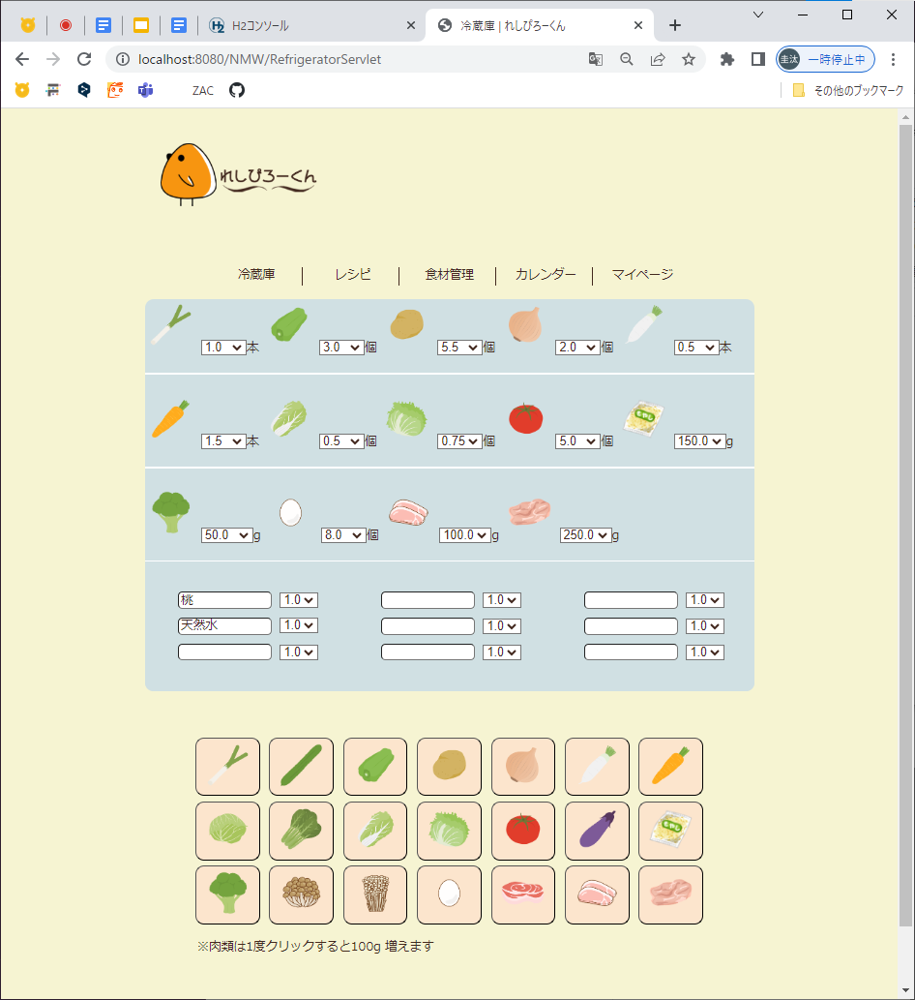 H2コンソール
冷蔵庫 | れしぴろーくん
localhost:8080/NMW/RefrigeratorServlet
圭汰 一時停止中
ZAC
その他のブックマーク
れしぴろーくん
冷蔵庫 レシピ 食材管理 カレンダー マイページ
1.0 本 3.0 個 5.5 個 2.0 個 0.5 本
1.5 本 0.5 個 0.75 個 5.0 個 150.0 g
50.0 g 8.0 個 100.0 g 250.0 g
桃 1.0 1.0 1.0
天然水 1.0 1.0 1.0
1.0 1.0 1.0
※肉類は1度クリックすると100g 増えます